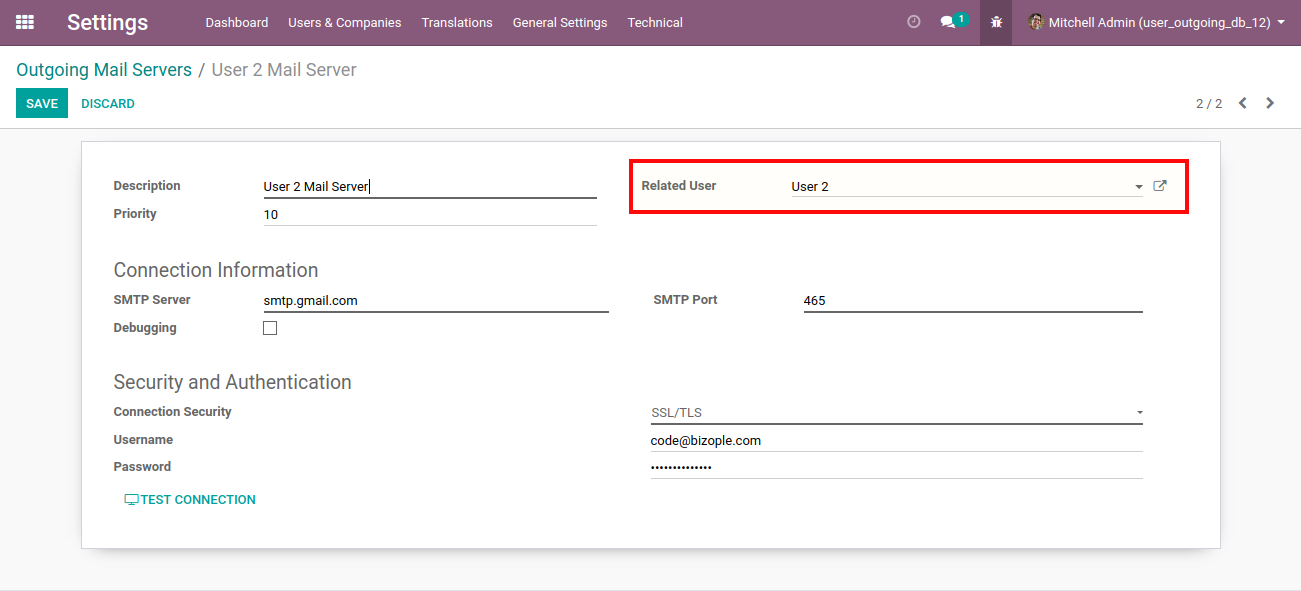 Settings Dashboard Users & Companies Translations General Settings Technical 1 Mitchell Admin (user_outgoing_db_12)
Outgoing Mail Servers / User 2 Mail Server
SAVE DISCARD 2 / 2
Description User 2 Mail Server Related User User 2
Priority 10
Connection Information
SMTP Server smtp.gmail.com SMTP Port 465
Debugging
Security and Authentication
Connection Security SSL/TLS
Username code@bizople.com
Password ••••••••••••••
TEST CONNECTION